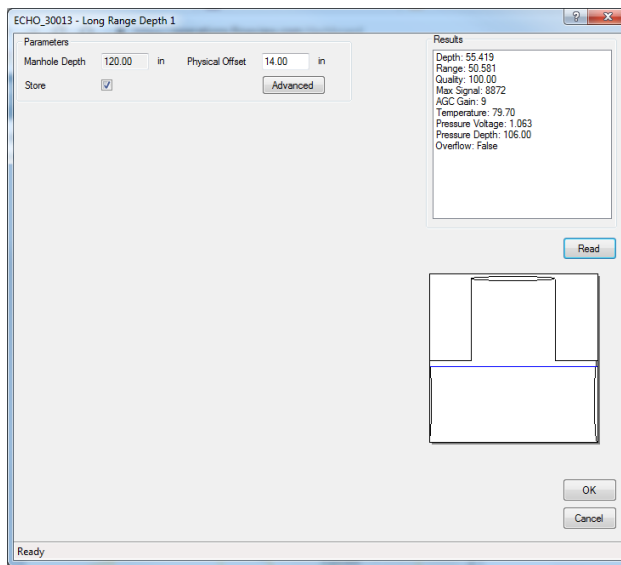 ECHO_30013 - Long Range Depth 1
Parameters
Manhole Depth 120.00 in Physical Offset 14.00 in
Store Advanced
Results
Depth: 55.419
Range: 50.581
Quality: 100.00
Max Signal: 8872
AGC Gain: 9
Temperature: 79.70
Pressure Voltage: 1.063
Pressure Depth: 106.00
Overflow: False
Read
OK
Cancel
Ready